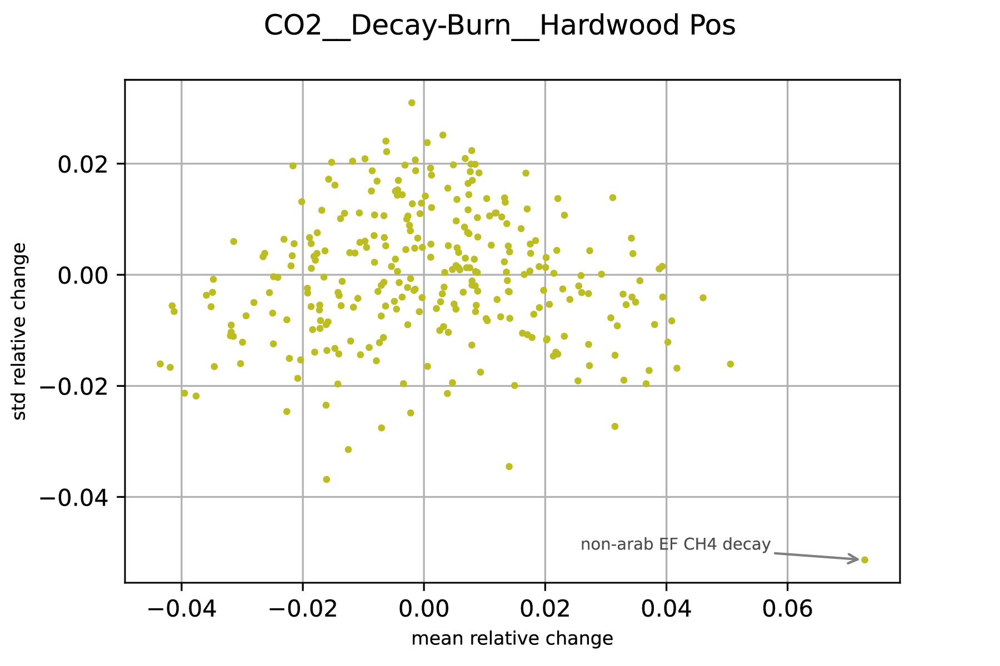 CO2__Decay-Burn__Hardwood Pos
0.02
0.00
−0.02
−0.04
std relative change
non-arab EF CH4 decay
−0.04 −0.02 0.00 0.02 0.04 0.06
mean relative change